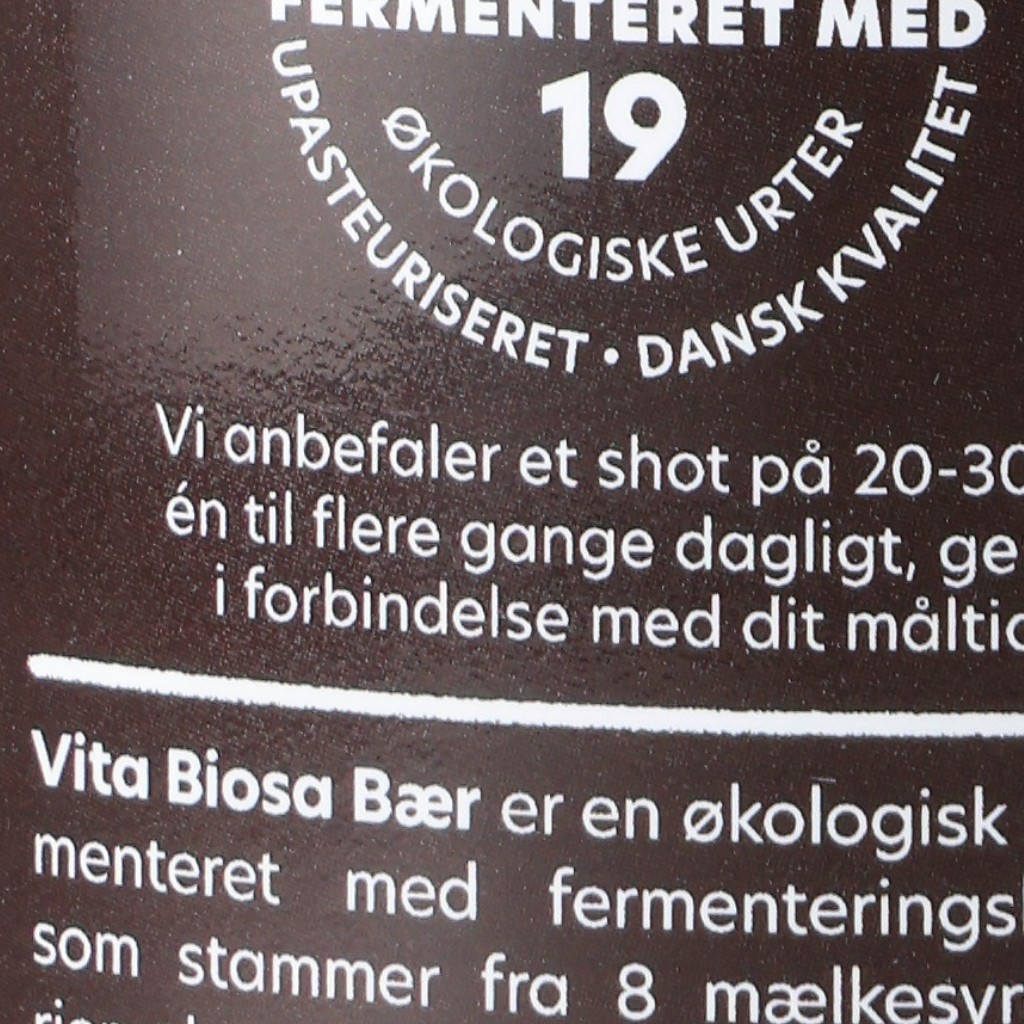 FERMENTERET MED
19
ØKOLOGISKE URTER
UPASTEURISERET • DANSK KVALITET
Vi anbefaler et shot på 20-30
én til flere gange dagligt, ge
i forbindelse med dit måltid
Vita Biosa Bær er en økologisk
menteret med fermenterings
som stammer fra 8 mælkesyr